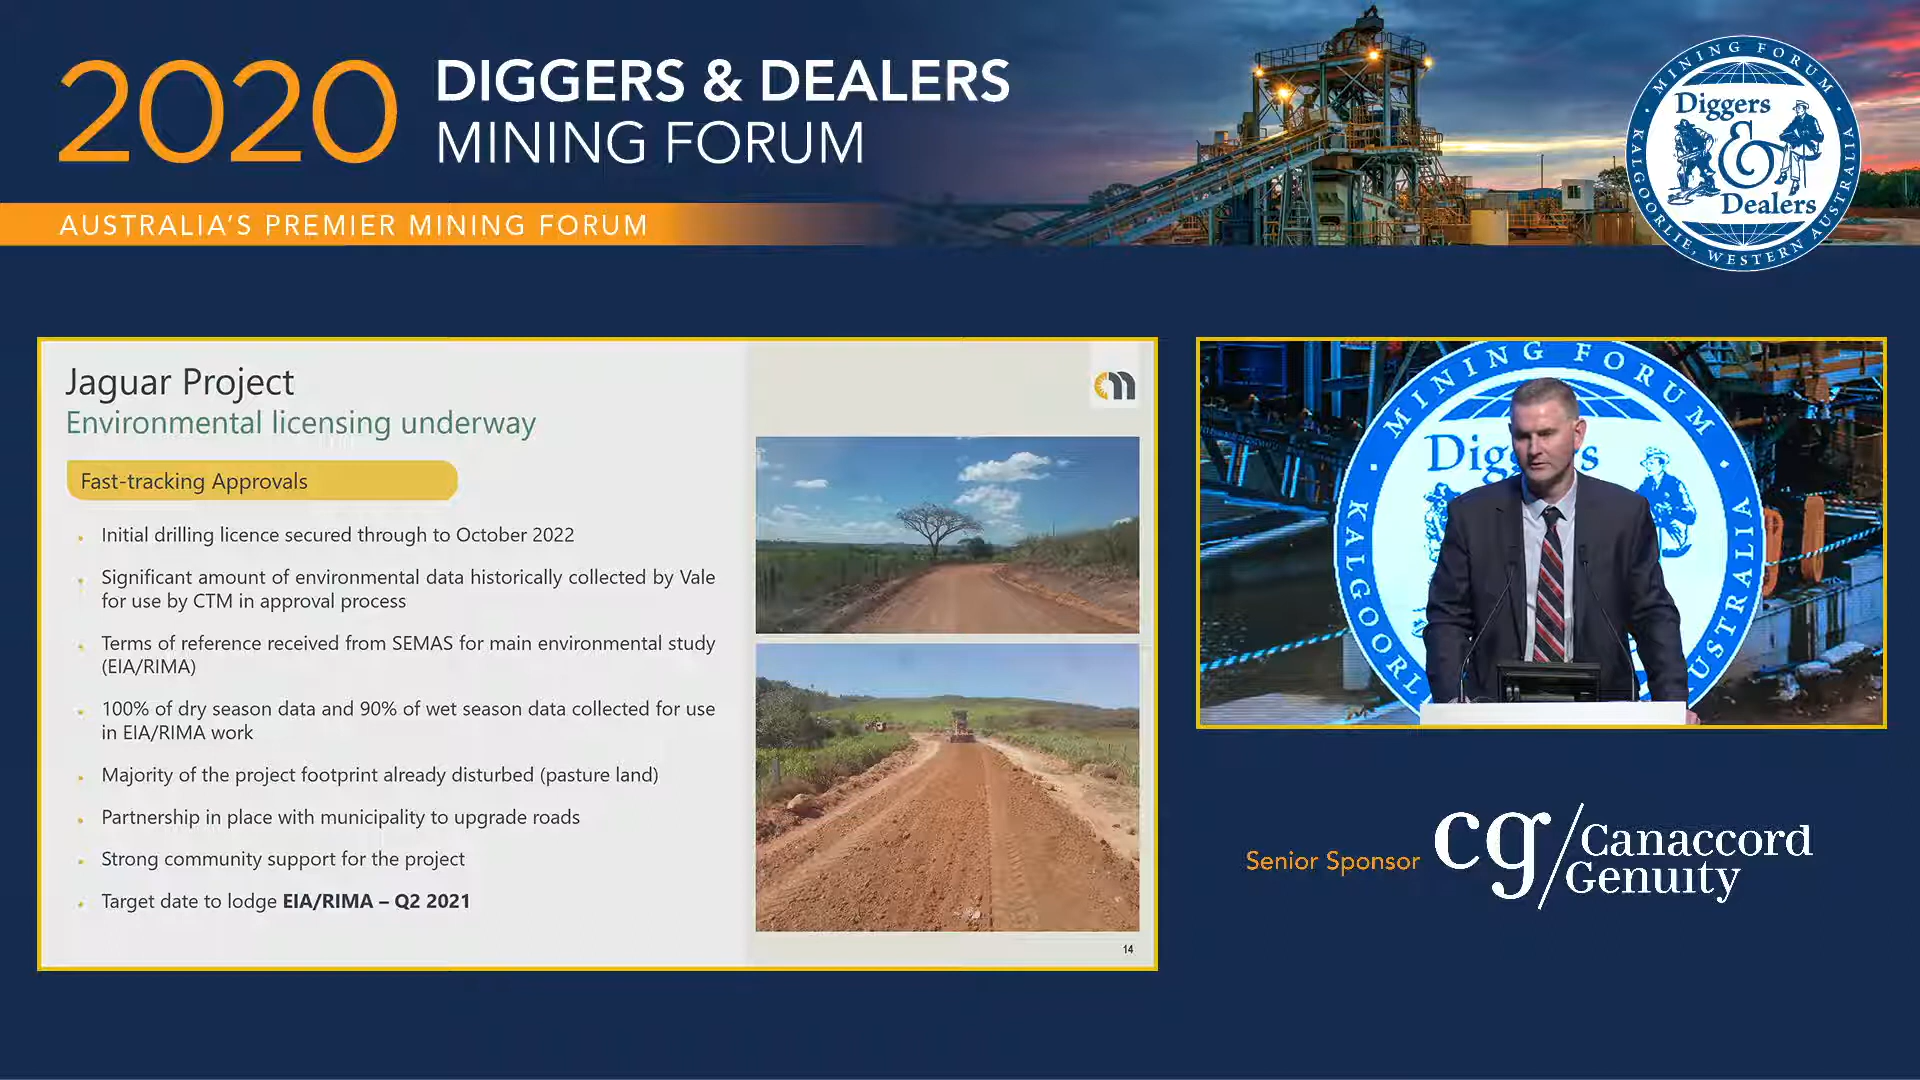 2020
DIGGERS & DEALERS
MINING FORUM
AUSTRALIA'S PREMIER MINING FORUM
MINING FORUM
Diggers
&
Dealers
KALGOORLIE, WESTERN AUSTRALIA
Jaguar Project
Environmental licensing underway
Fast-tracking Approvals
Initial drilling licence secured through to October 2022
Significant amount of environmental data historically collected by Vale
for use by CTM in approval process
Terms of reference received from SEMAS for main environmental study
(EIA/RIMA)
100% of dry season data and 90% of wet season data collected for use
in EIA/RIMA work
Majority of the project footprint already disturbed (pasture land)
Partnership in place with municipality to upgrade roads
Strong community support for the project
Target date to lodge EIA/RIMA – Q2 2021
14
MINING FORUM
Dig s
KALGOORL
AUSTRALIA
Senior Sponsor
cg/Canaccord
Genuity